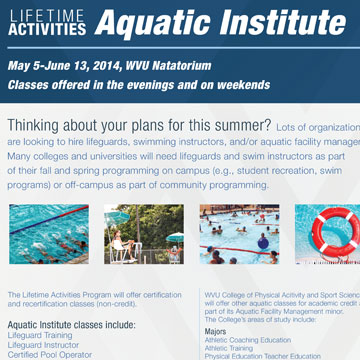 LIFETIME
ACTIVITIES Aquatic Institute
May 5-June 13, 2014, WVU Natatorium
Classes offered in the evenings and on weekends
Thinking about your plans for this summer? Lots of organization
are looking to hire lifeguards, swimming instructors, and/or aquatic facility manager
Many colleges and universities will need lifeguards and swim instructors as part
of their fall and spring programming on campus (e.g., student recreation, swim
programs) or off-campus as part of community programming.
The Lifetime Activities Program will offer certification
and recertification classes (non-credit).
Aquatic Institute classes include:
Lifeguard Training
Lifeguard Instructor
Certified Pool Operator
WVU College of Physical Activity and Sport Scienc
will offer other aquatic classes for academic credit
part of its Aquatic Facility Management minor.
The College's areas of study include:
Majors
Athletic Coaching Education
Athletic Training
Physical Education Teacher Education